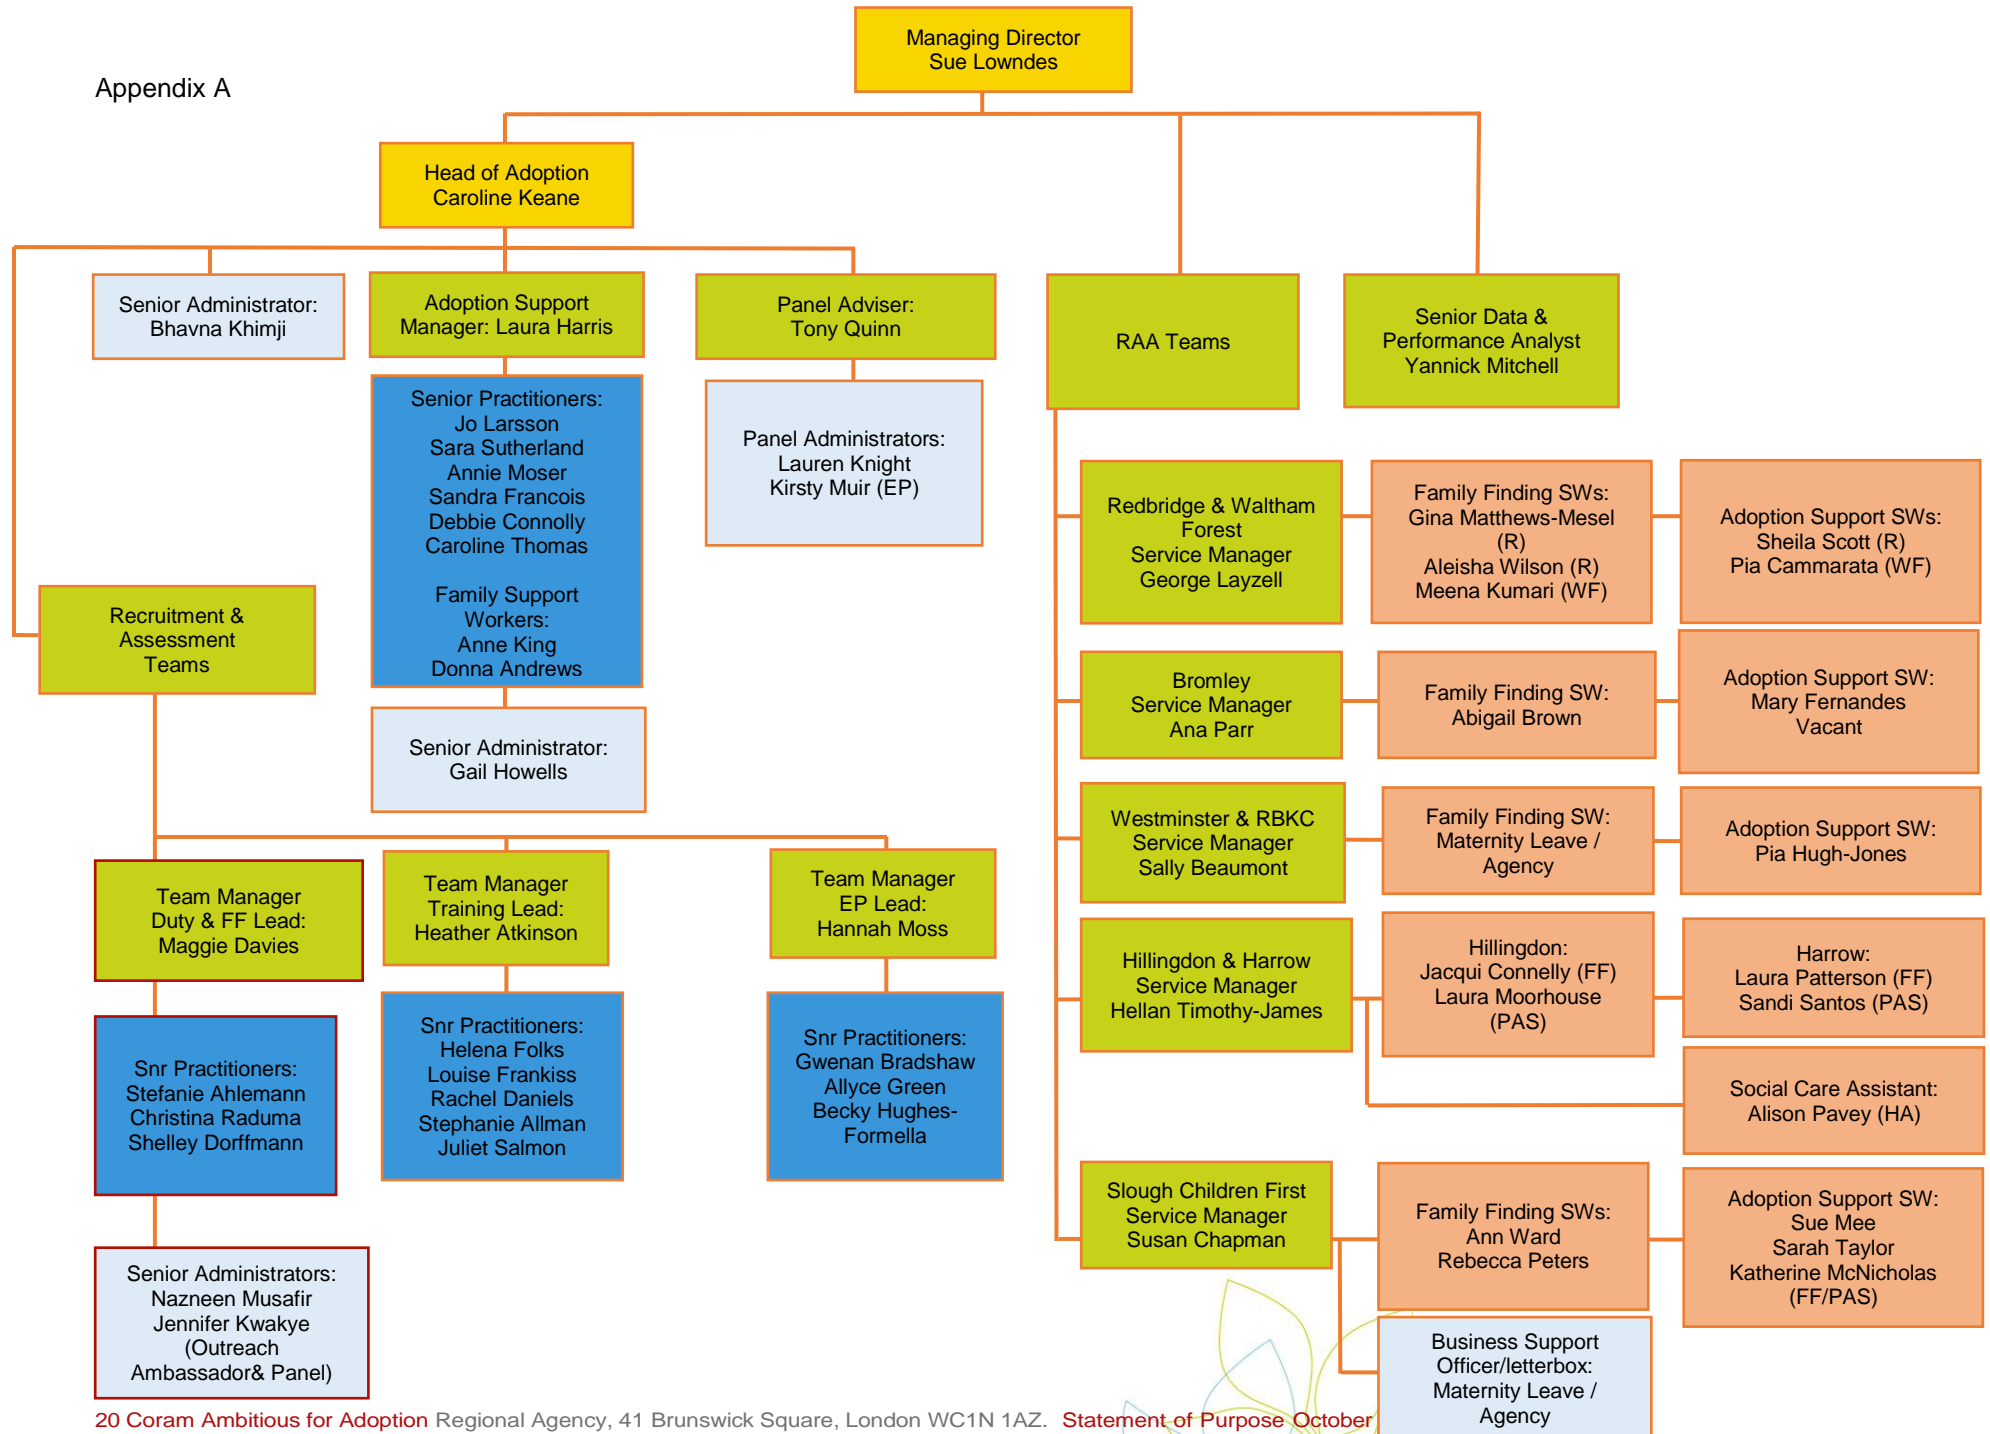 Managing Director
Sue Lowndes
Appendix A
Head of Adoption
Caroline Keane
Senior Administrator:
Bhavna Khimji
Adoption Support
Manager: Laura Harris
Panel Adviser:
Tony Quinn
RAA Teams
Senior Data &
Performance Analyst
Yannick Mitchell
Senior Practitioners:
Jo Larsson
Sara Sutherland
Annie Moser
Sandra Francois
Debbie Connolly
Caroline Thomas
Family Support
Workers:
Anne King
Donna Andrews
Panel Administrators:
Lauren Knight
Kirsty Muir (EP)
Senior Administrator:
Gail Howells
Recruitment &
Assessment
Teams
Team Manager
Duty & FF Lead:
Maggie Davies
Team Manager
Training Lead:
Heather Atkinson
Team Manager
EP Lead:
Hannah Moss
Snr Practitioners:
Stefanie Ahlemann
Christina Raduma
Shelley Dorffmann
Snr Practitioners:
Helena Folks
Louise Frankiss
Rachel Daniels
Stephanie Allman
Juliet Salmon
Snr Practitioners:
Gwenan Bradshaw
Allyce Green
Becky Hughes-
Formella
Senior Administrators:
Nazneen Musafir
Jennifer Kwakye
(Outreach
Ambassador& Panel)
Redbridge & Waltham
Forest
Service Manager
George Layzell
Family Finding SWs:
Gina Matthews-Mesel
(R)
Aleisha Wilson (R)
Meena Kumari (WF)
Adoption Support SWs:
Sheila Scott (R)
Pia Cammarata (WF)
Bromley
Service Manager
Ana Parr
Family Finding SW:
Abigail Brown
Adoption Support SW:
Mary Fernandes
Vacant
Westminster & RBKC
Service Manager
Sally Beaumont
Family Finding SW:
Maternity Leave /
Agency
Adoption Support SW:
Pia Hugh-Jones
Hillingdon & Harrow
Service Manager
Hellan Timothy-James
Hillingdon:
Jacqui Connelly (FF)
Laura Moorhouse
(PAS)
Harrow:
Laura Patterson (FF)
Sandi Santos (PAS)
Social Care Assistant:
Alison Pavey (HA)
Slough Children First
Service Manager
Susan Chapman
Family Finding SWs:
Ann Ward
Rebecca Peters
Adoption Support SW:
Sue Mee
Sarah Taylor
Katherine McNicholas
(FF/PAS)
Business Support
Officer/letterbox:
Maternity Leave /
Agency
20 Coram Ambitious for Adoption Regional Agency, 41 Brunswick Square, London WC1N 1AZ. Statement of Purpose October